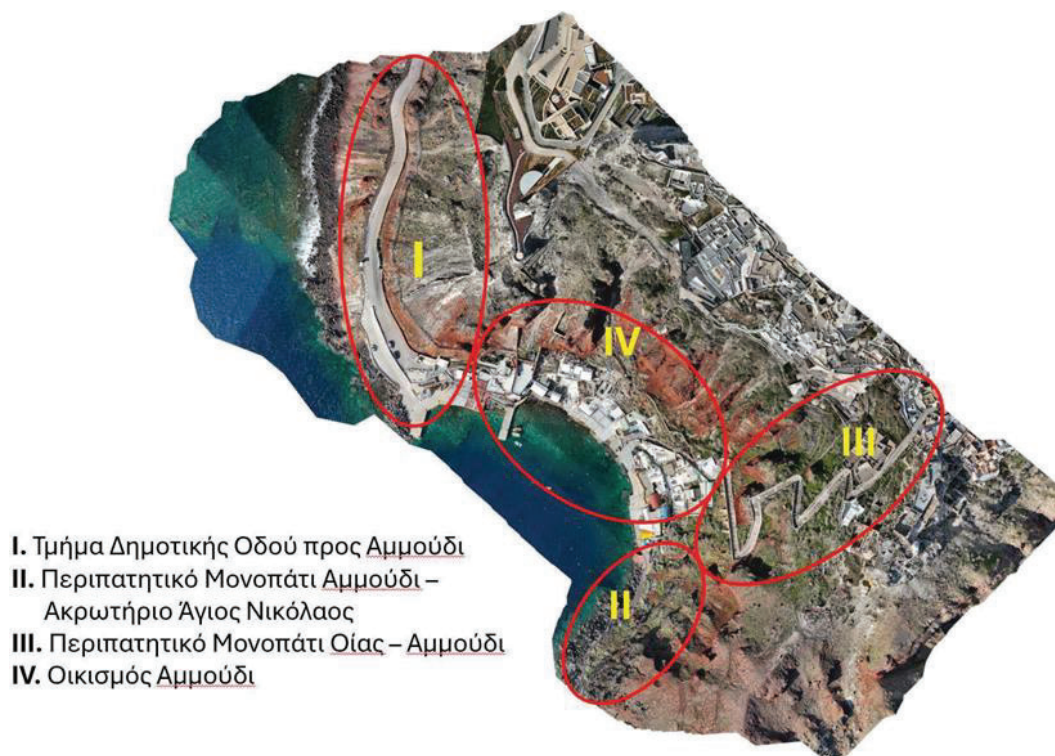 I
IV
III
II
I. Τμήμα Δημοτικής Οδού προς Αμμούδι
II. Περιπατητικό Μονοπάτι Αμμούδι –
Ακρωτήριο Άγιος Νικόλαος
III. Περιπατητικό Μονοπάτι Οίας – Αμμούδι
IV. Οικισμός Αμμούδι